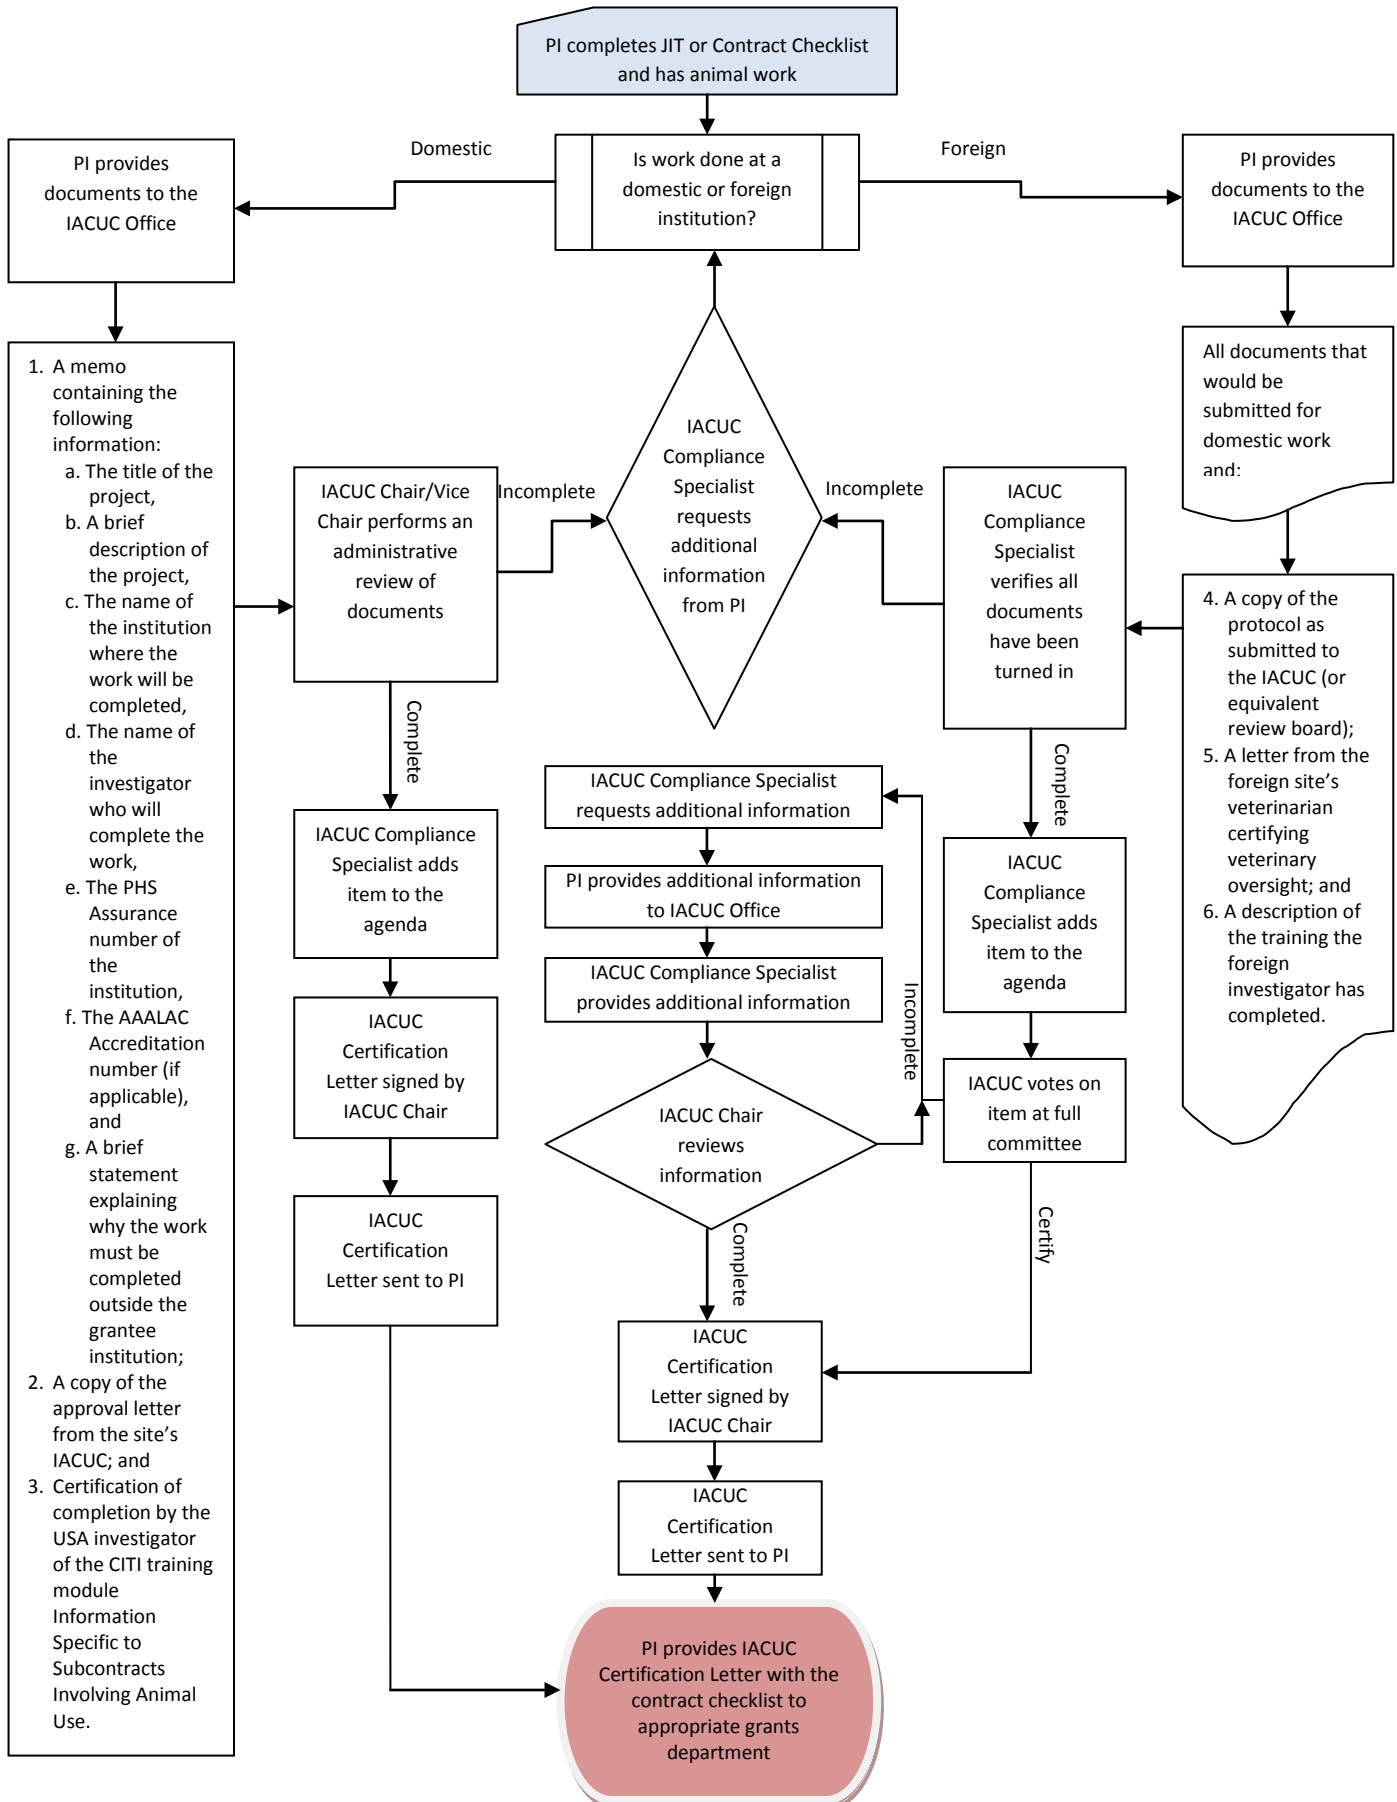 PI completes JIT or Contract Checklist
and has animal work
Domestic
Is work done at a
domestic or foreign
institution?
Foreign
PI provides
documents to the
IACUC Office
PI provides
documents to the
IACUC Office
1. A memo
containing the
following
information:
a. The title of the
project,
b. A brief
description of
the project,
c. The name of
the institution
where the
work will be
completed,
d. The name of
the
investigator
who will
complete the
work,
e. The PHS
Assurance
number of
the
institution,
f. The AAALAC
Accreditation
number (if
applicable),
and
g. A brief
statement
explaining
why the work
must be
completed
outside the
grantee
institution;
2. A copy of the
approval letter
from the site's
IACUC; and
3. Certification of
completion by the
USA investigator
of the CITI training
module
Information
Specific to
Subcontracts
Involving Animal
Use.
IACUC Chair/Vice
Chair performs an
administrative
review of
documents
Incomplete
Complete
IACUC Compliance
Specialist adds
item to the
agenda
IACUC
Certification
Letter signed by
IACUC Chair
IACUC
Certification
Letter sent to PI
IACUC
Compliance
Specialist
requests
additional
information
from PI
Incomplete
All documents that
would be
submitted for
domestic work
and:
4. A copy of the
protocol as
submitted to
the IACUC (or
equivalent
review board);
5. A letter from the
foreign site's
veterinarian
certifying
veterinary
oversight; and
6. A description of
the training the
foreign
investigator has
completed.
IACUC
Compliance
Specialist
verifies all
documents
have been
turned in
Complete
IACUC
Compliance
Specialist adds
item to the
agenda
IACUC votes on
item at full
committee
Incomplete
Certify
IACUC Compliance Specialist
requests additional information
PI provides additional information
to IACUC Office
IACUC Compliance Specialist
provides additional information
IACUC Chair
reviews
information
Complete
IACUC
Certification
Letter signed by
IACUC Chair
IACUC
Certification
Letter sent to PI
PI provides IACUC
Certification Letter with the
contract checklist to
appropriate grants
department